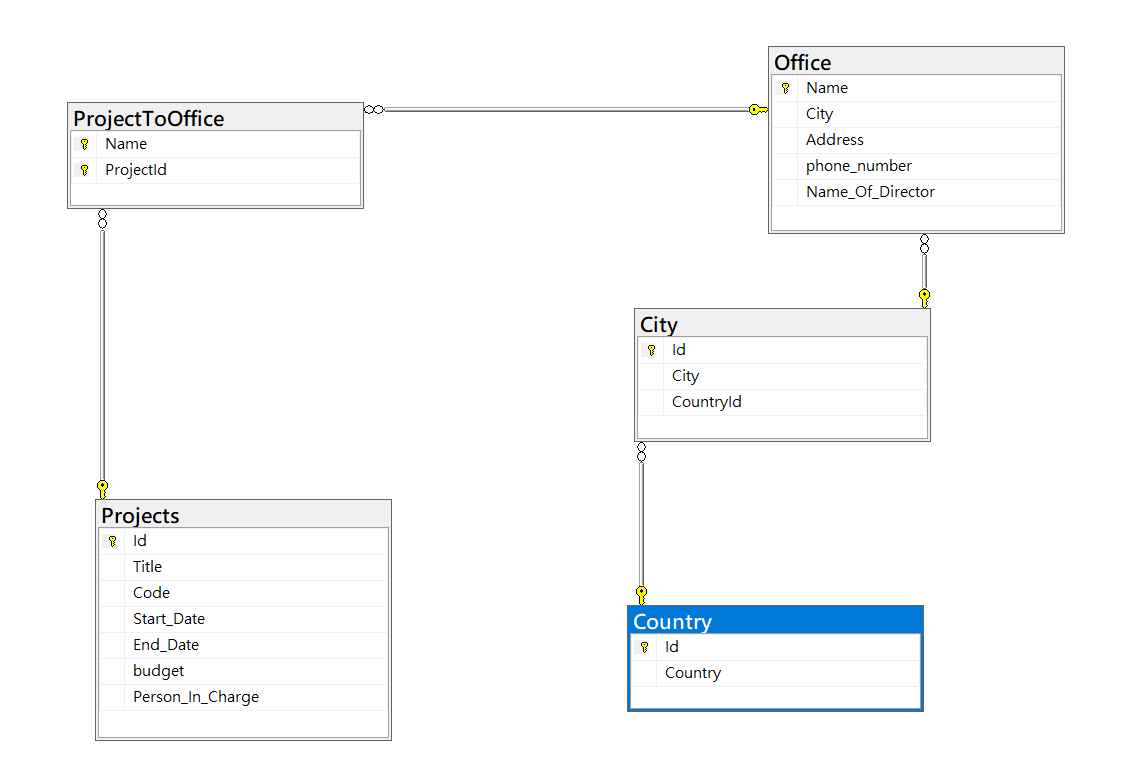 Office
Name
City
Address
phone_number
Name_Of_Director
ProjectToOffice
Name
ProjectId
City
Id
City
CountryId
Projects
Id
Title
Code
Start_Date
End_Date
budget
Person_In_Charge
Country
Id
Country